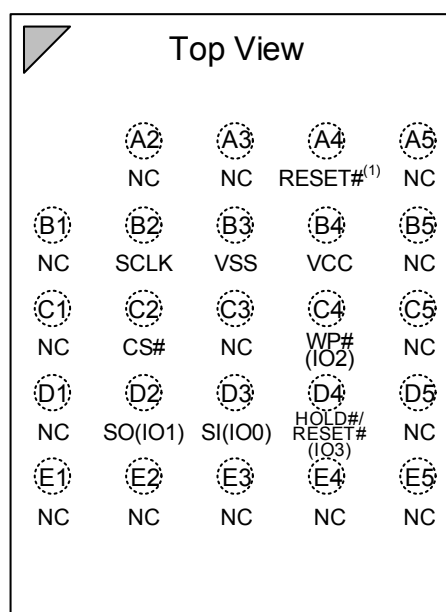 Top View
A2 A3 A4 A5
NC NC RESET#(1) NC
B1 B2 B3 B4 B5
NC SCLK VSS VCC NC
C1 C2 C3 C4 C5
NC CS# NC WP#
(IO2) NC
D1 D2 D3 D4 D5
NC SO(IO1) SI(IO0) HOLD#/
RESET#
(IO3) NC
E1 E2 E3 E4 E5
NC NC NC NC NC